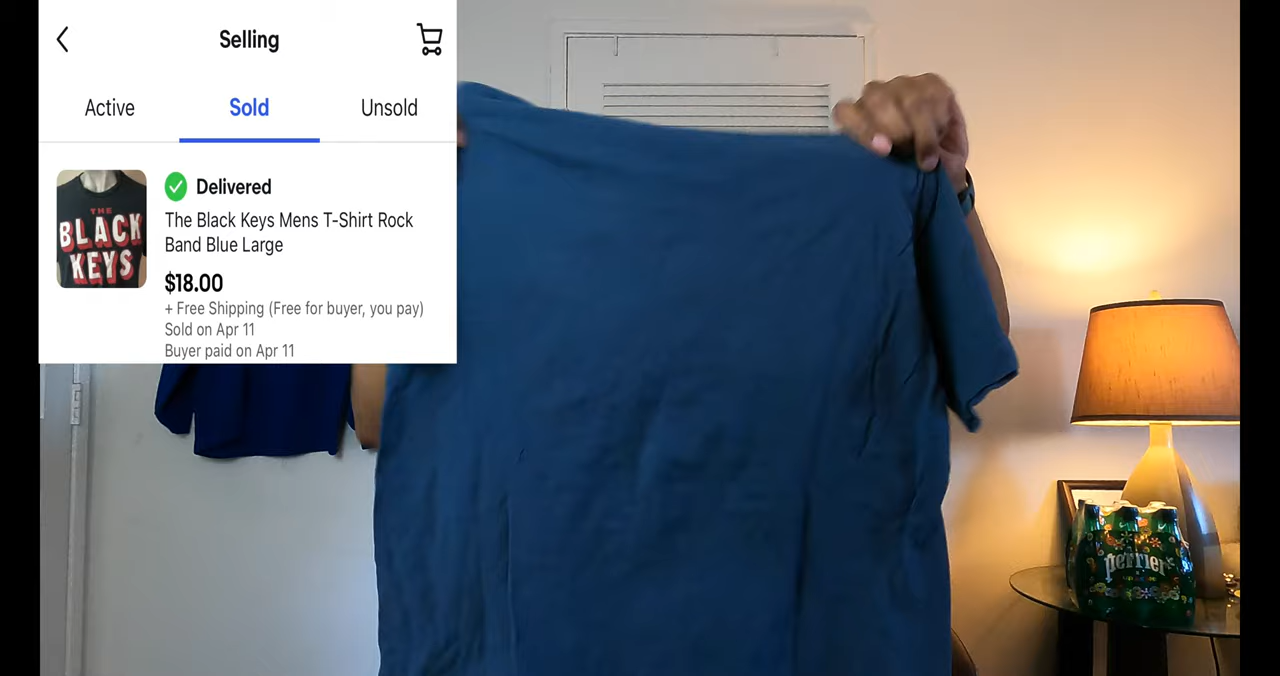 Selling
Active
Sold
Unsold
THE
BLACK
KEYS
Delivered
The Black Keys Mens T-Shirt Rock
Band Blue Large
$18.00
+ Free Shipping (Free for buyer, you pay)
Sold on Apr 11
Buyer paid on Apr 11
perrier